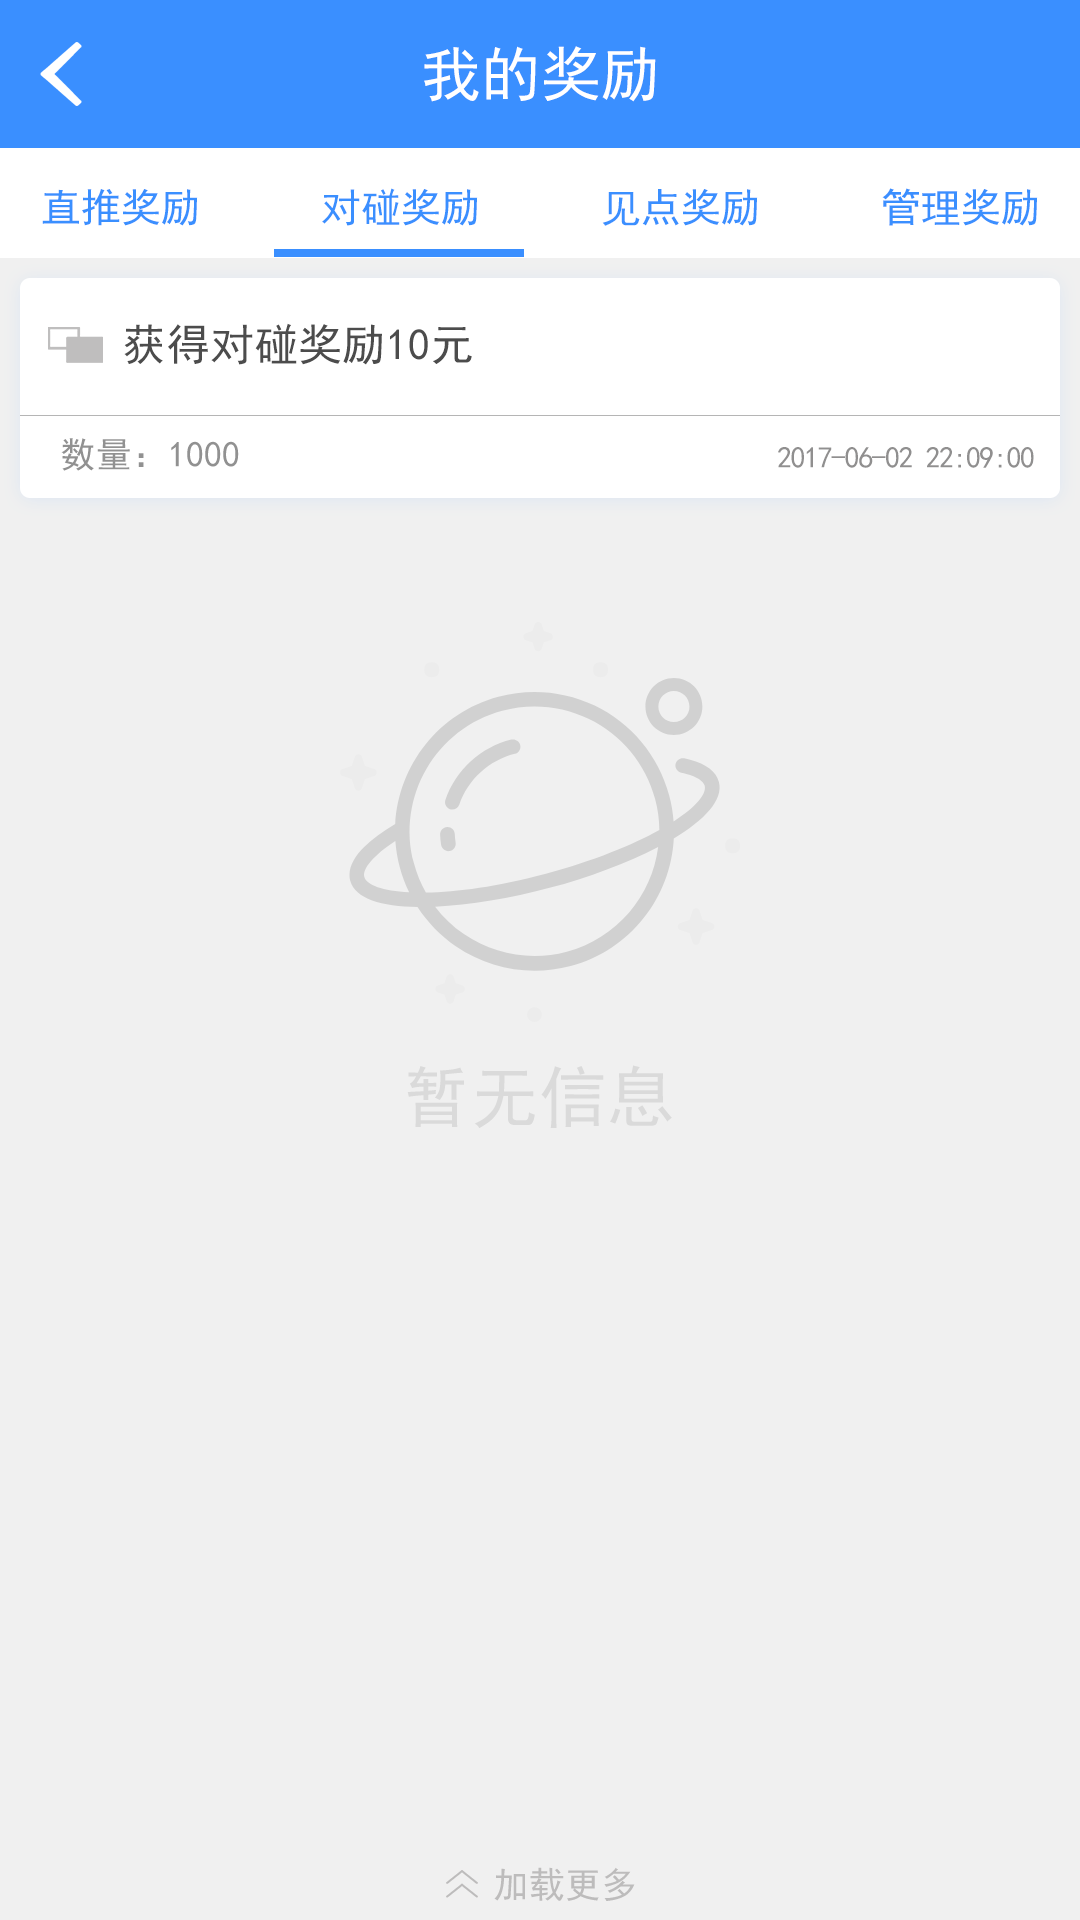 我的奖励
直推奖励 对碰奖励 见点奖励 管理奖励
获得对碰奖励10元
数量：1000 2017-06-02 22:09:00
暂无信息
加载更多